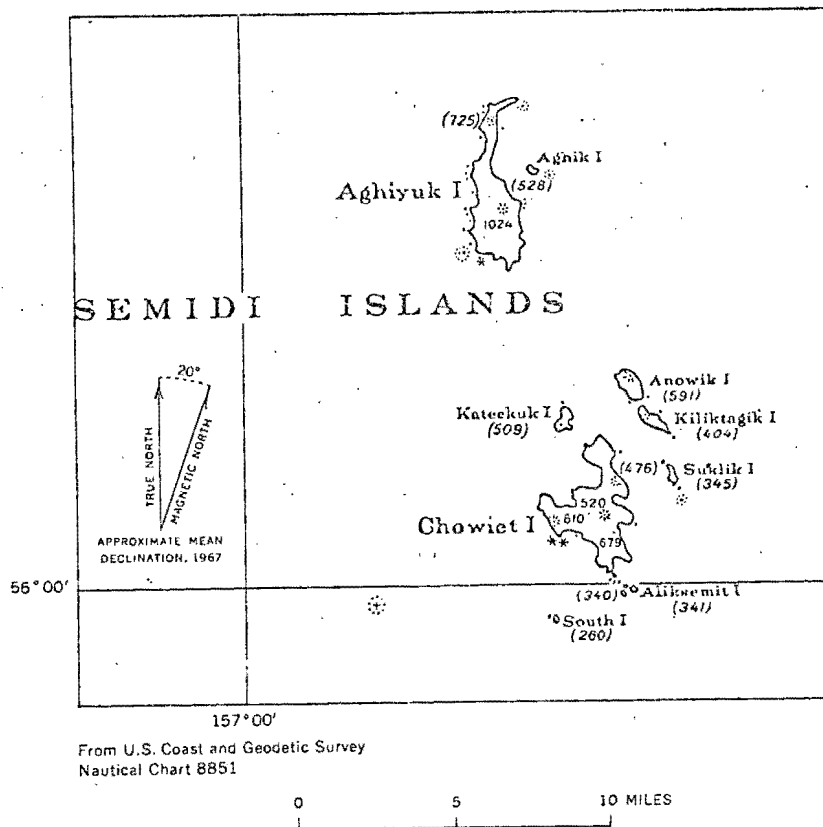 (725)
Aghik I
Aghiyuk I
(528)
1024
SEMIDI ISLANDS
20°
TRUE NORTH
MAGNETIC NORTH
APPROXIMATE MEAN
DECLINATION, 1967
Anowik I
(591)
Kateekuk I
(509)
Kiliktagik I
(404)
(476)
Suklik I
(345)
520
Chowiet I
610
679
56°00'
(340)
Aliksemit I
(341)
South I
(260)
157°00'
From U.S. Coast and Geodetic Survey
Nautical Chart 8851
0 5 10 MILES